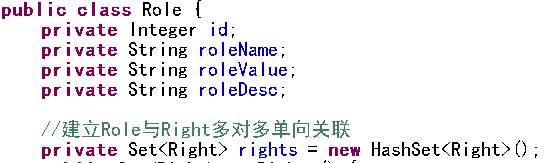 public class Role {
private Integer id;
private String roleName;
private String roleValue;
private String roleDesc;
//建立Role与Right多对多单向关联
private Set<Right> rights = new HashSet<Right>();